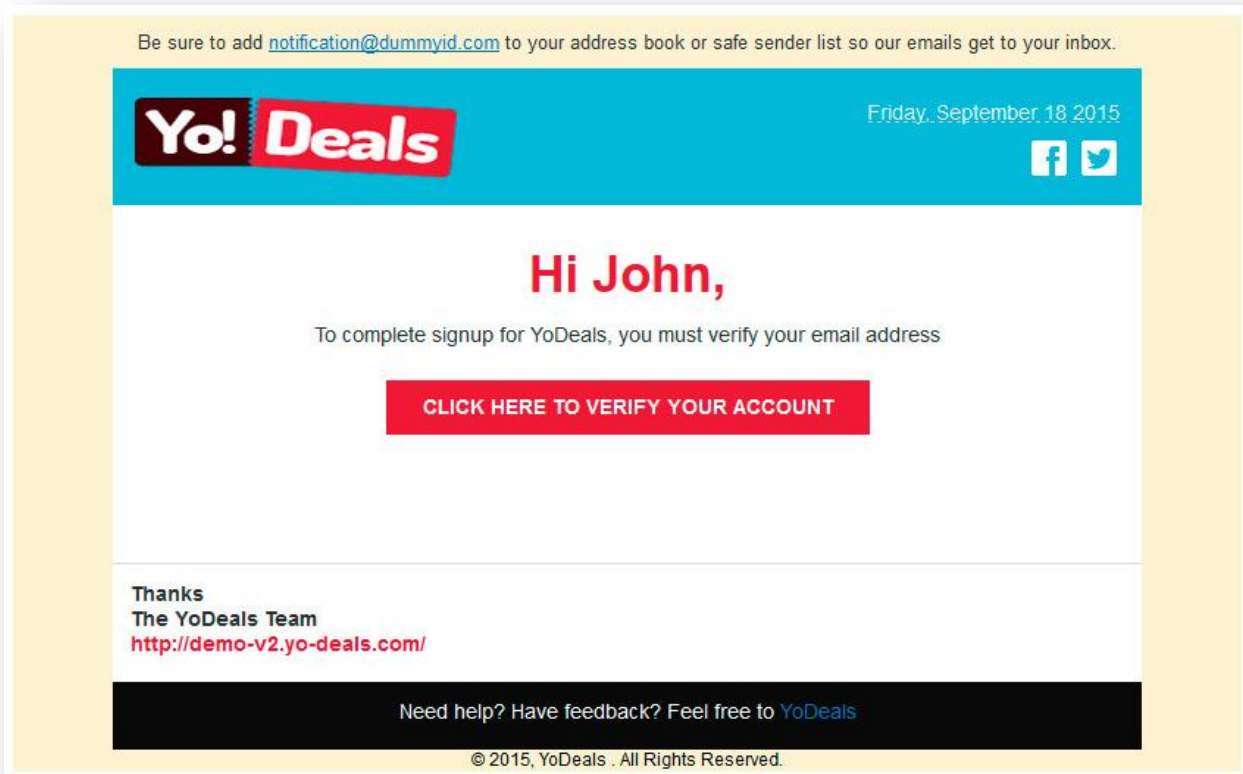 Be sure to add notification@dummyid.com to your address book or safe sender list so our emails get to your inbox.
Yo! Deals
Friday, September 18 2015
Hi John,
To complete signup for YoDeals, you must verify your email address
CLICK HERE TO VERIFY YOUR ACCOUNT
Thanks
The YoDeals Team
http://demo-v2.yo-deals.com/
Need help? Have feedback? Feel free to YoDeals
© 2015, YoDeals . All Rights Reserved.